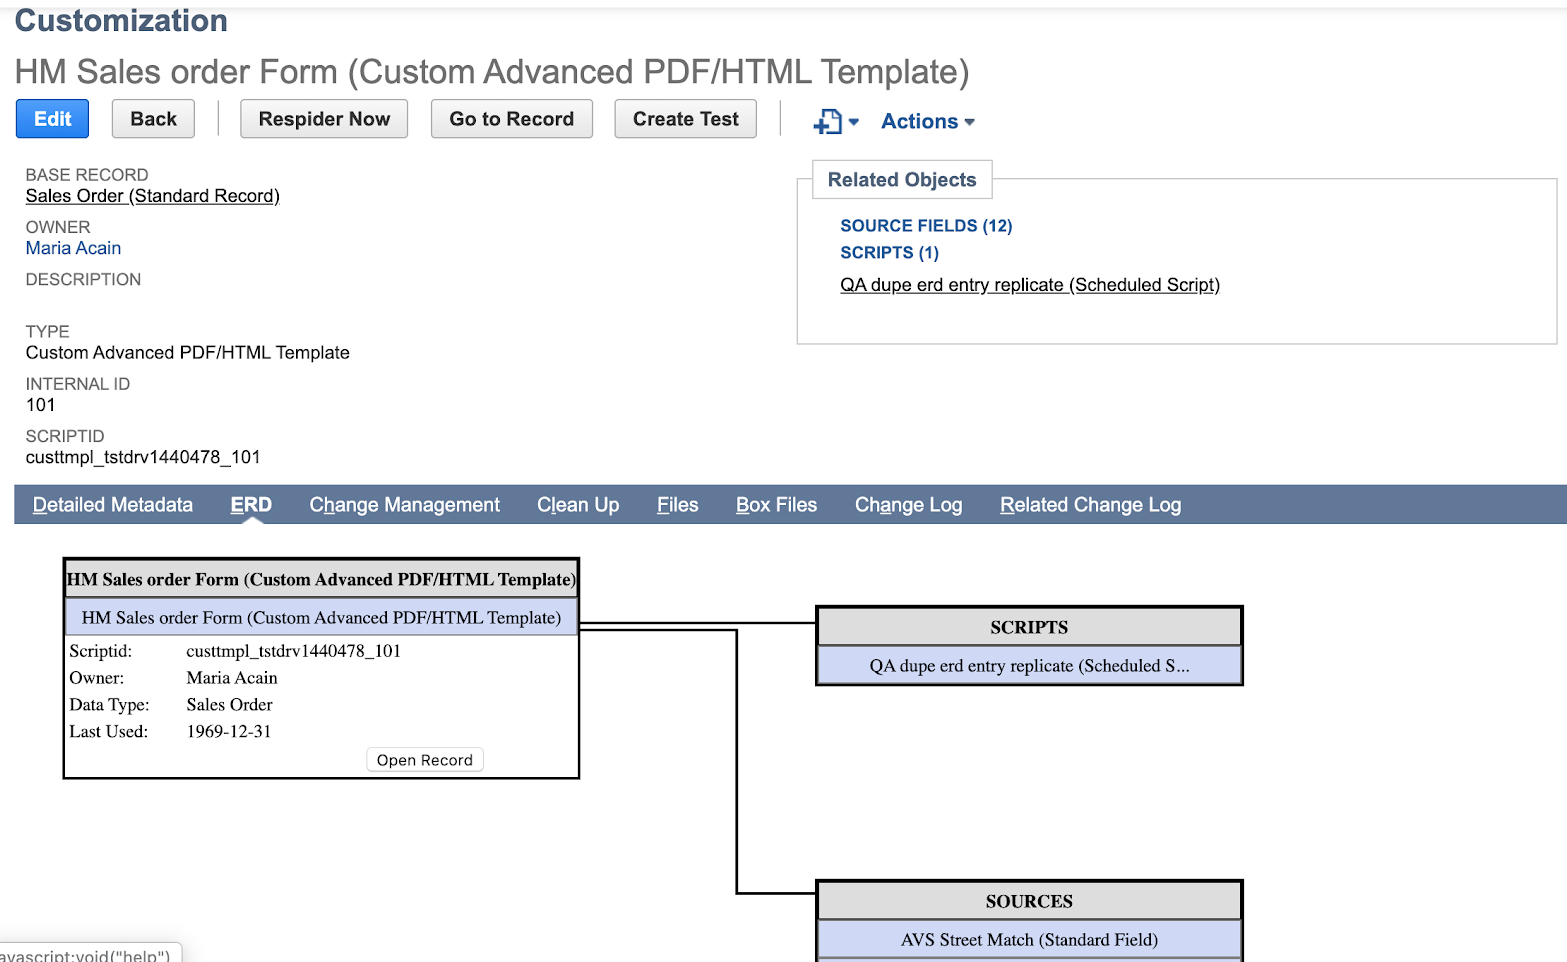 Customization
HM Sales order Form (Custom Advanced PDF/HTML Template)
Edit
Back
Respider Now
Go to Record
Create Test
Actions
BASE RECORD
Sales Order (Standard Record)
OWNER
Maria Acain
DESCRIPTION
TYPE
Custom Advanced PDF/HTML Template
INTERNAL ID
101
SCRIPTID
custtmpl_tstdrv1440478_101
Related Objects
SOURCE FIELDS (12)
SCRIPTS (1)
QA dupe erd entry replicate (Scheduled Script)
Detailed Metadata
ERD
Change Management
Clean Up
Files
Box Files
Change Log
Related Change Log
HM Sales order Form (Custom Advanced PDF/HTML Template)
HM Sales order Form (Custom Advanced PDF/HTML Template)
Scriptid: custtmpl_tstdrv1440478_101
Owner: Maria Acain
Data Type: Sales Order
Last Used: 1969-12-31
Open Record
SCRIPTS
QA dupe erd entry replicate (Scheduled S...
SOURCES
AVS Street Match (Standard Field)
avascript:void("help")